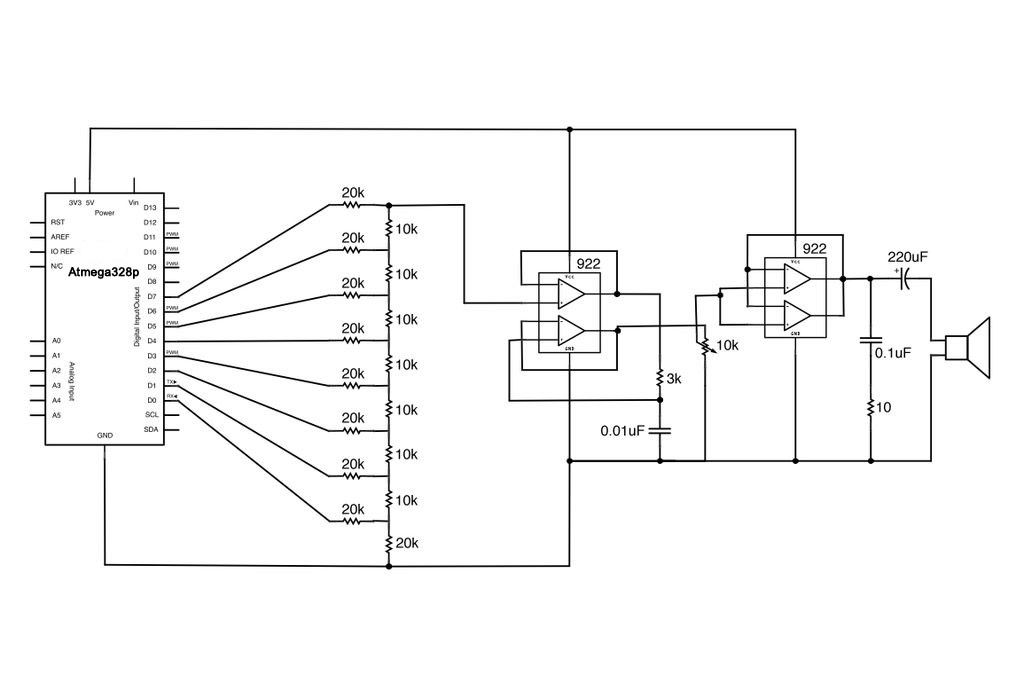 3V3 5V Vin
Power
RST
AREF
IO REF
N/C
Atmega328p
D13
D12
D11 PWM
D10 PWM
D9 PWM
D8
D7
D6 PWM
D5 PWM
D4
D3 PWM
D2
D1 TX▸
D0 RX◂
SCL
SDA
Digital Input/Output
A0
A1
A2
A3
A4
A5
Analog Input
GND
20k
20k
20k
20k
20k
20k
20k
20k
10k
10k
10k
10k
10k
10k
10k
20k
922
Vcc
-
+
-
+
GND
3k
0.01uF
10k
922
Vcc
-
+
-
+
GND
220uF
+
0.1uF
10